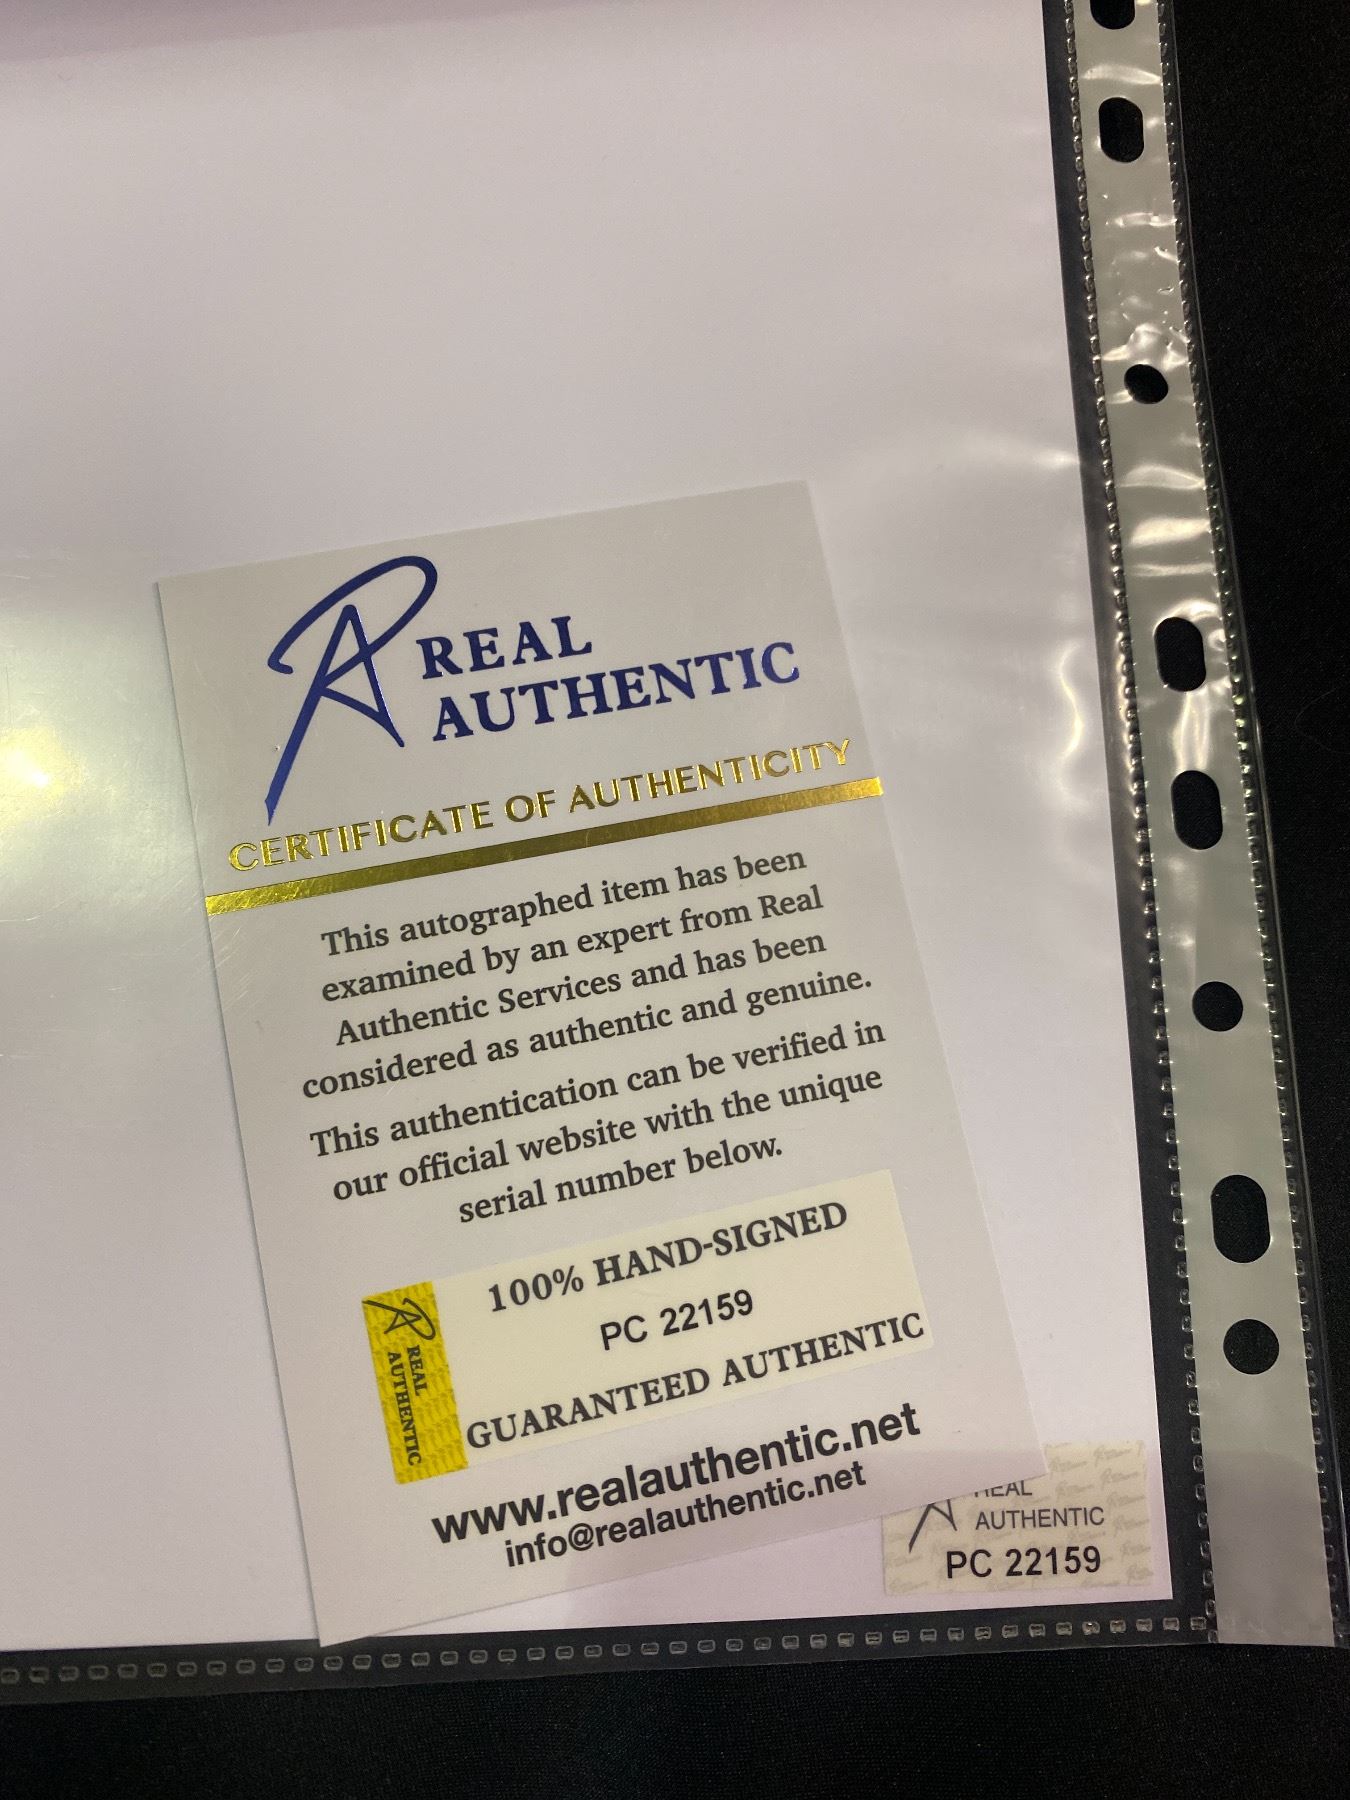 REAL
AUTHENTIC
CERTIFICATE OF AUTHENTICITY
This autographed item has been
examined by an expert from Real
Authentic Services and has been
considered as authentic and genuine.
This authentication can be verified in
our official website with the unique
serial number below.
100% HAND-SIGNED
PC 22159
GUARANTEED AUTHENTIC
REAL
AUTHENTIC
www.realauthentic.net
info@realauthentic.net
REAL
AUTHENTIC
PC 22159